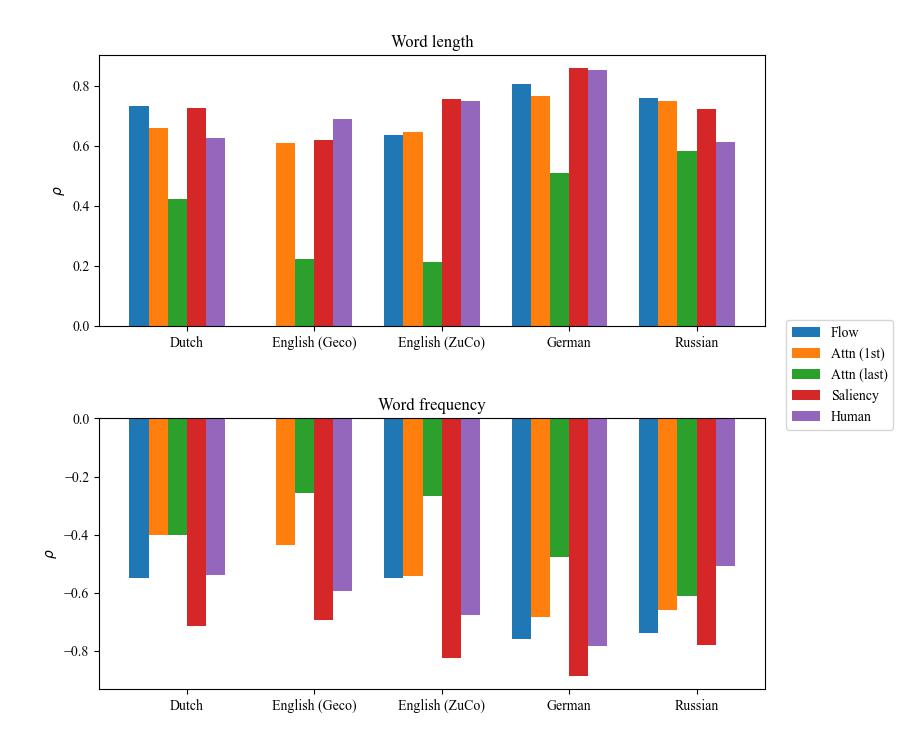 Word length
0.8
0.6
0.4
0.2
0.0
ρ
Dutch English (Geco) English (ZuCo) German Russian
Flow
Attn (1st)
Attn (last)
Saliency
Human
Word frequency
0.0
−0.2
−0.4
−0.6
−0.8
ρ
Dutch English (Geco) English (ZuCo) German Russian